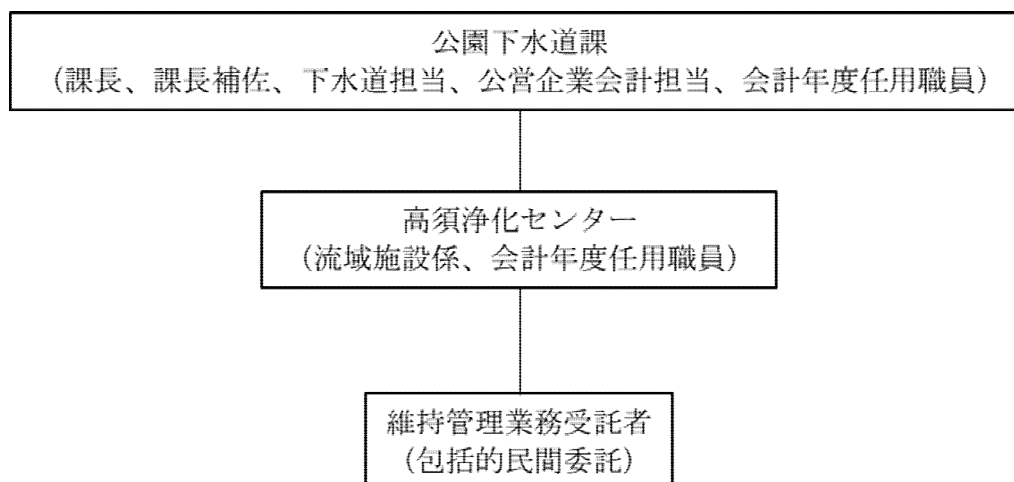 公園下水道課
（課長、課長補佐、下水道担当、公営企業会計担当、会計年度任用職員）
高須浄化センター
（流域施設係、会計年度任用職員）
維持管理業務受託者
（包括的民間委託）